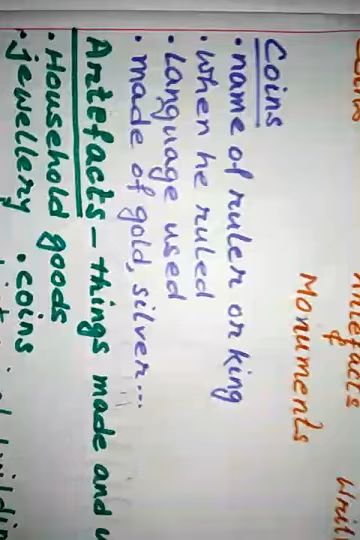 Artefacts
&
Monuments
Coins
• name of ruler or king
• when he ruled
• Language used
• made of gold, silver...
Artefacts – things made and
• Household goods
• jewellery • coins